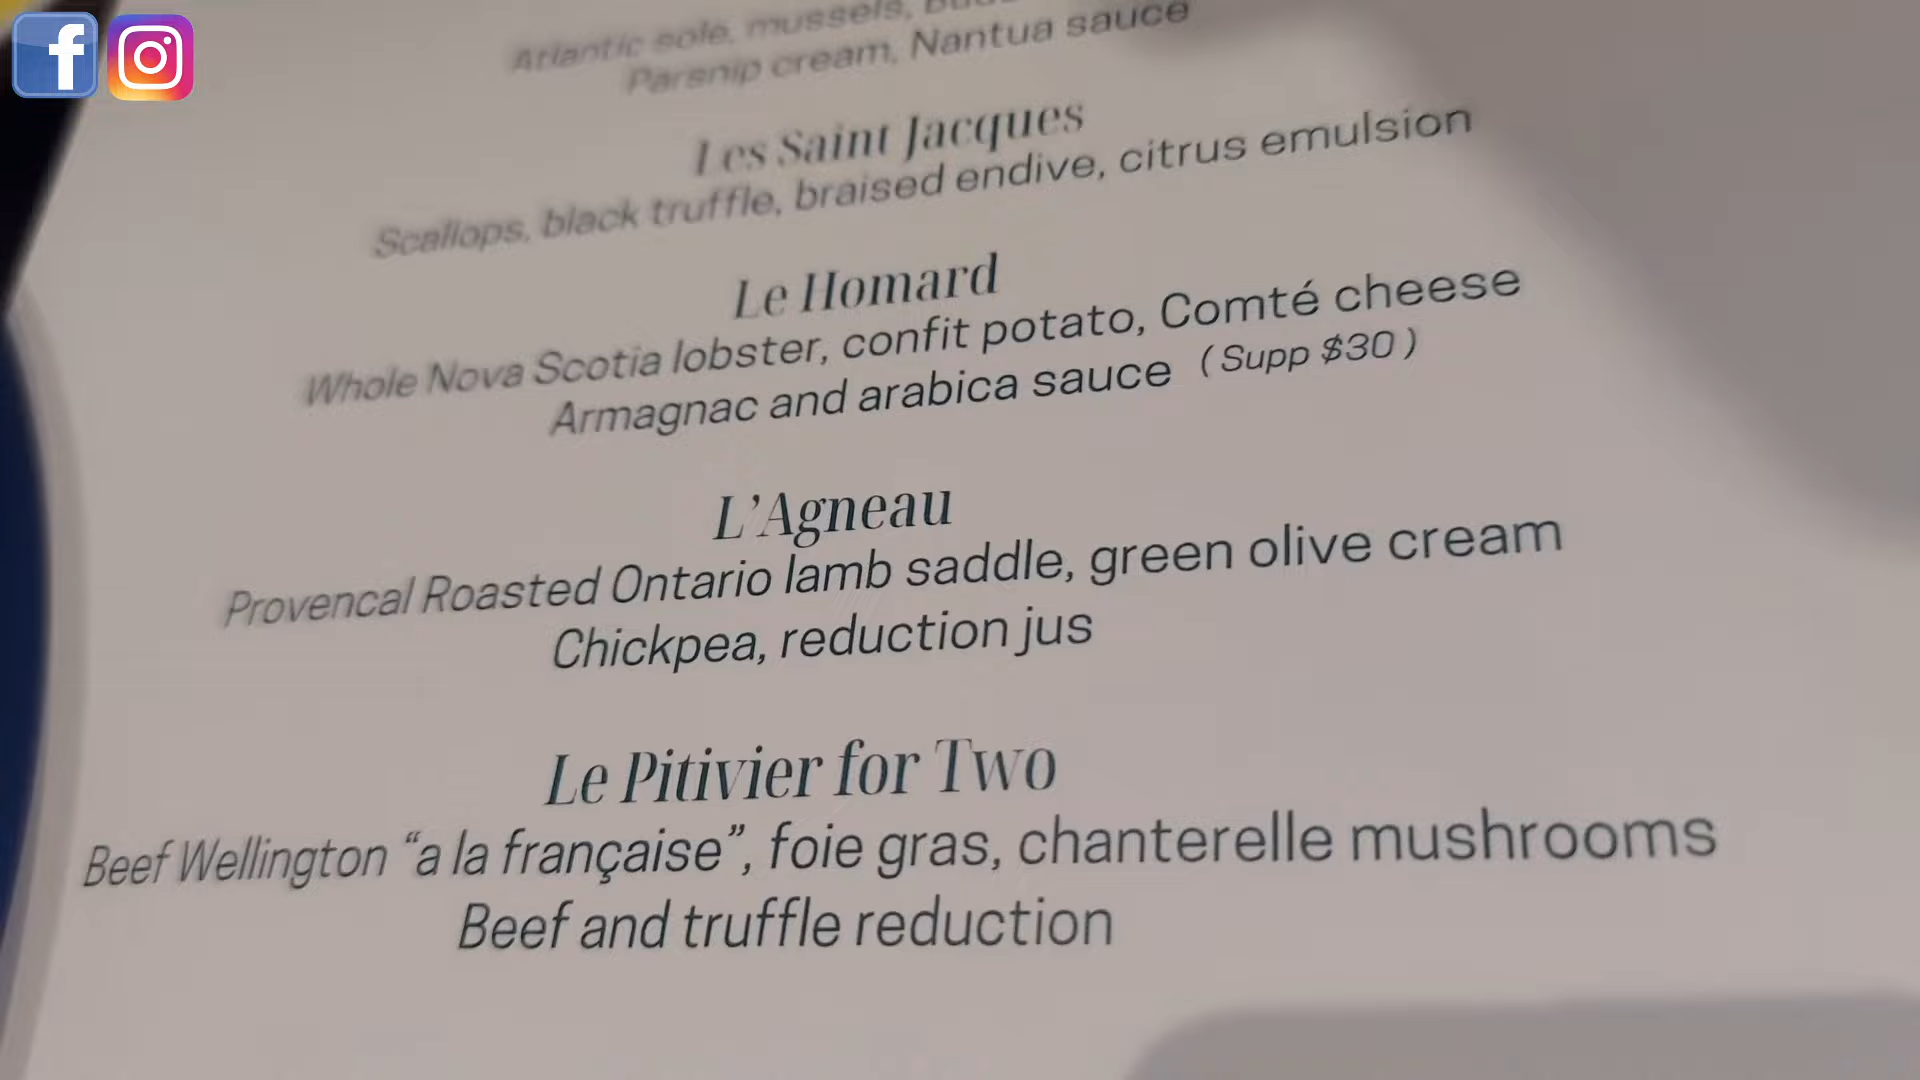 Atlantic sole, mussels,
Parsnip cream, Nantua sauce
Les Saint Jacques
Scallops, black truffle, braised endive, citrus emulsion
Le Homard
Whole Nova Scotia lobster, confit potato, Comté cheese
Armagnac and arabica sauce (Supp $30)
L'Agneau
Provencal Roasted Ontario lamb saddle, green olive cream
Chickpea, reduction jus
Le Pitivier for Two
Beef Wellington “a la française”, foie gras, chanterelle mushrooms
Beef and truffle reduction